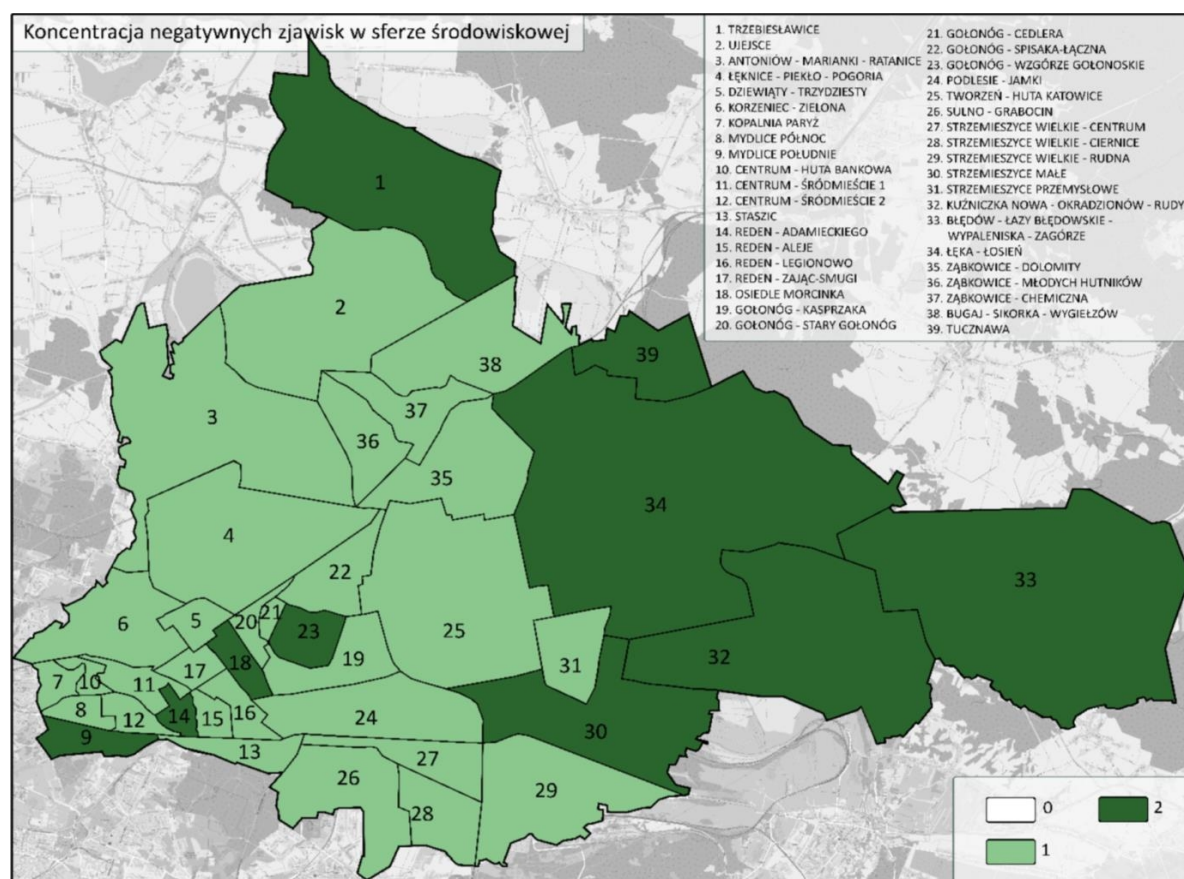 Koncentracja negatywnych zjawisk w sferze środowiskowej
1. TRZEBIESŁAWICE
2. UJEJSCE
3. ANTONIÓW - MARIANKI - RATANICE
4. ŁĘKNICE - PIEKŁO - POGORIA
5. DZIEWIĄTY - TRZYDZIESTY
6. KORZENIEC - ZIELONA
7. KOPALNIA PARYŻ
8. MYDLICE PÓŁNOC
9. MYDLICE POŁUDNIE
10. CENTRUM - HUTA BANKOWA
11. CENTRUM - ŚRÓDMIEŚCIE 1
12. CENTRUM - ŚRÓDMIEŚCIE 2
13. STASZIC
14. REDEN - ADAMIECKIEGO
15. REDEN - ALEJE
16. REDEN - LEGIONOWO
17. REDEN - ZAJĄC-SMUGI
18. OSIEDLE MORCINKA
19. GOŁONÓG - KASPRZAKA
20. GOŁONÓG - STARY GOŁONÓG
21. GOŁONÓG - CEDLERA
22. GOŁONÓG - SPISAKA-ŁĄCZNA
23. GOŁONÓG - WZGÓRZE GOŁONOSKIE
24. PODLESIE - JAMKI
25. TWORZEŃ - HUTA KATOWICE
26. SULNO - GRABOCIN
27. STRZEMIESZYCE WIELKIE - CENTRUM
28. STRZEMIESZYCE WIELKIE - CIERNICE
29. STRZEMIESZYCE WIELKIE - RUDNA
30. STRZEMIESZYCE MAŁE
31. STRZEMIESZYCE PRZEMYSŁOWE
32. KUŹNICZKA NOWA - OKRADZIONÓW - RUDY
33. BŁĘDÓW - ŁAZY BŁĘDOWSKIE -
WYPALENISKA - ZAGÓRZE
34. ŁĘKA - ŁOSIEŃ
35. ZĄBKOWICE - DOLOMITY
36. ZĄBKOWICE - MŁODYCH HUTNIKÓW
37. ZĄBKOWICE - CHEMICZNA
38. BUGAJ - SIKORKA - WYGIEŁZÓW
39. TUCZNAWA
1
2
39
38
37
3
36
35
34
4
22
33
5
20
21
23
6
25
18
19
31
32
17
7
10
11
16
8
12
14
15
24
30
9
13
27
26
29
28
0
2
1